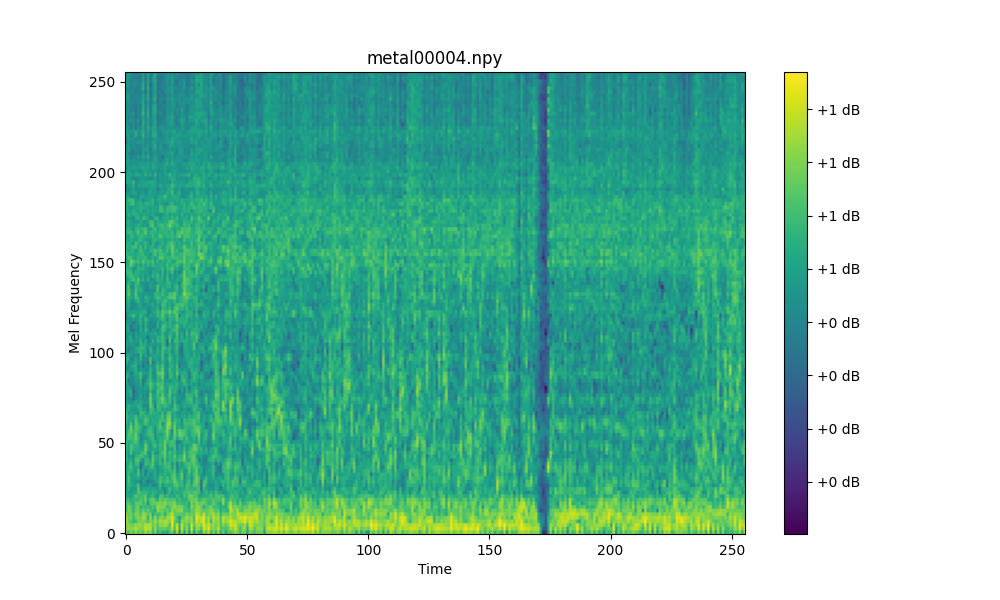 metal00004.npy
Mel Frequency
250
200
150
100
50
0
0 50 100 150 200 250
Time
+1 dB
+1 dB
+1 dB
+1 dB
+0 dB
+0 dB
+0 dB
+0 dB